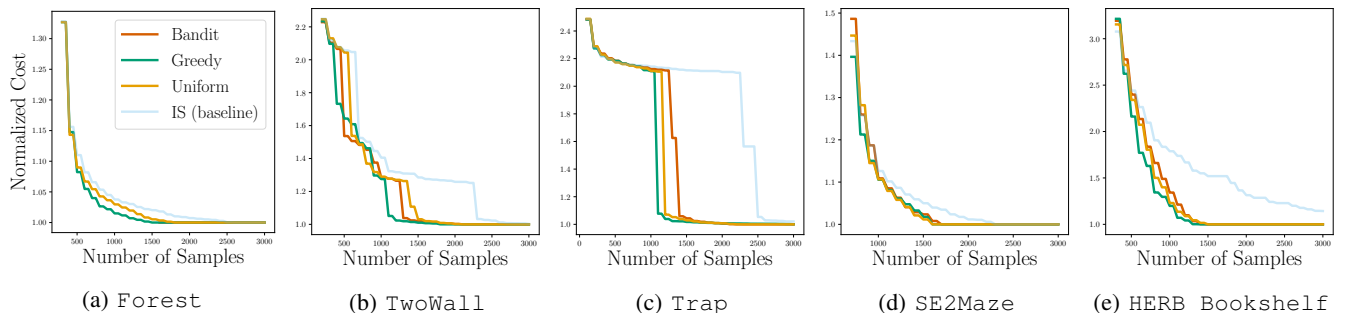 Normalized Cost
1.30
1.25
1.20
1.15
1.10
1.05
1.00
500 1000 1500 2000 2500 3000
Number of Samples
Bandit
Greedy
Uniform
IS (baseline)
(a) Forest
2.2
2.0
1.8
1.6
1.4
1.2
1.0
500 1000 1500 2000 2500 3000
Number of Samples
(b) TwoWall
2.4
2.2
2.0
1.8
1.6
1.4
1.2
1.0
0 500 1000 1500 2000 2500 3000
Number of Samples
(c) Trap
1.5
1.4
1.3
1.2
1.1
1.0
1000 1500 2000 2500 3000
Number of Samples
(d) SE2Maze
3.0
2.5
2.0
1.5
1.0
500 1000 1500 2000 2500 3000
Number of Samples
(e) HERB Bookshelf